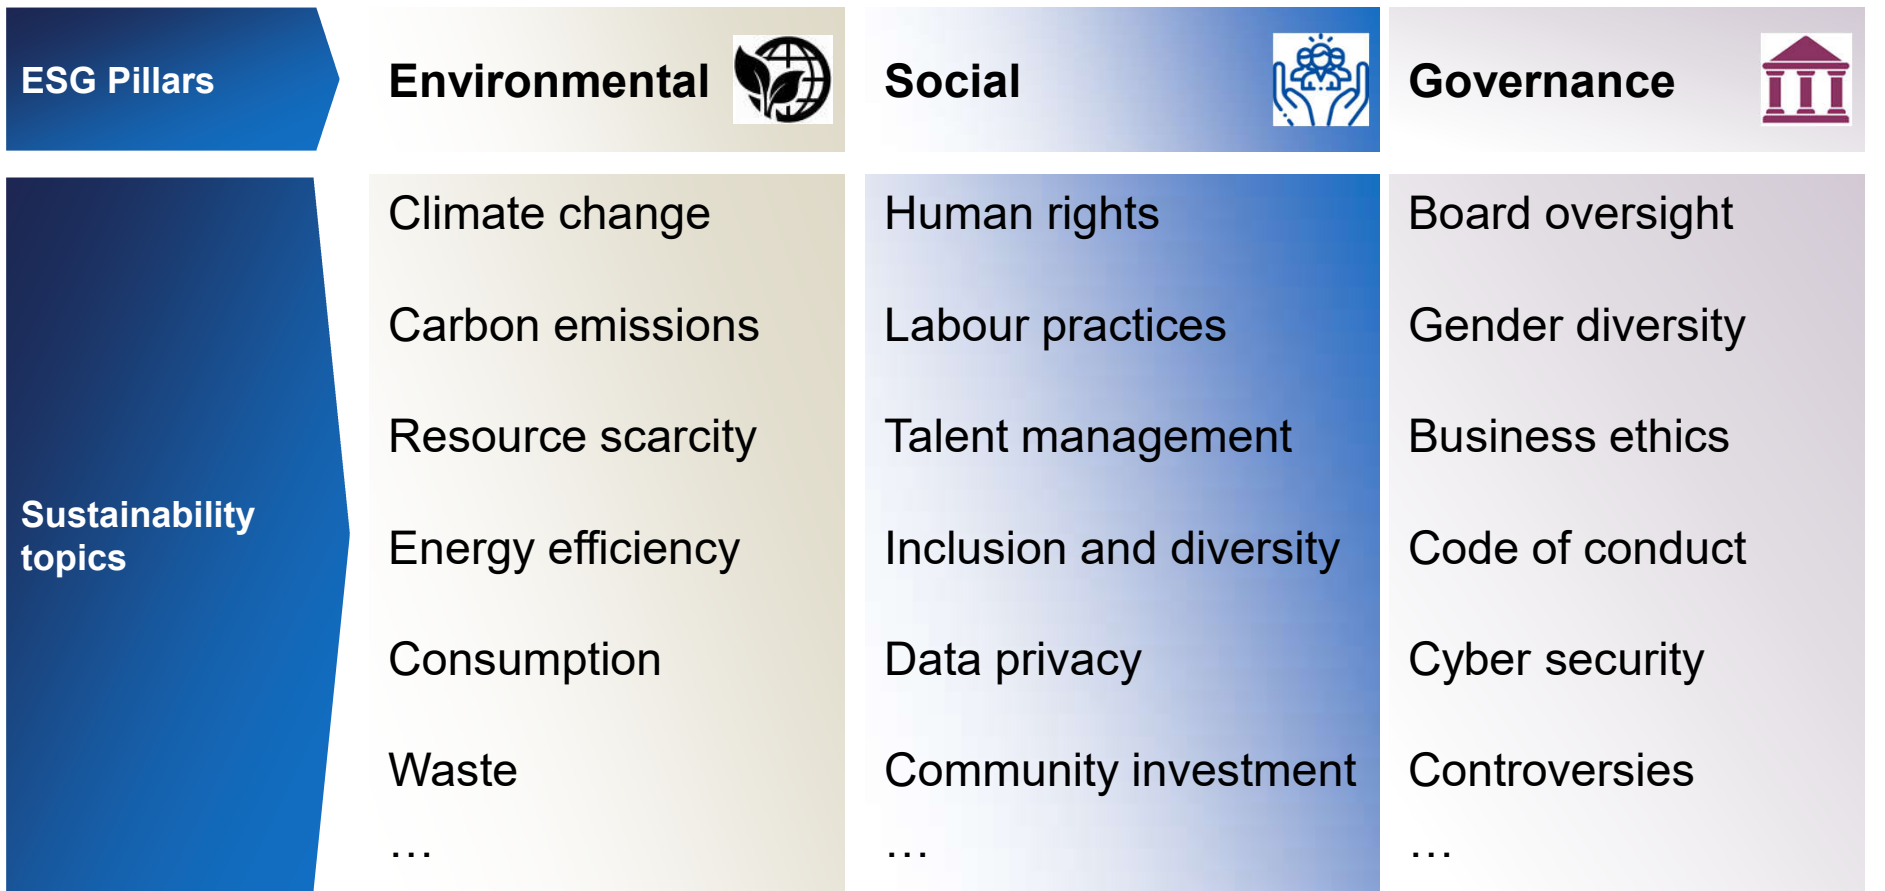 ESG Pillars
Environmental
Social
Governance
Sustainability
topics
Climate change
Carbon emissions
Resource scarcity
Energy efficiency
Consumption
Waste
…
Human rights
Labour practices
Talent management
Inclusion and diversity
Data privacy
Community investment
…
Board oversight
Gender diversity
Business ethics
Code of conduct
Cyber security
Controversies
…